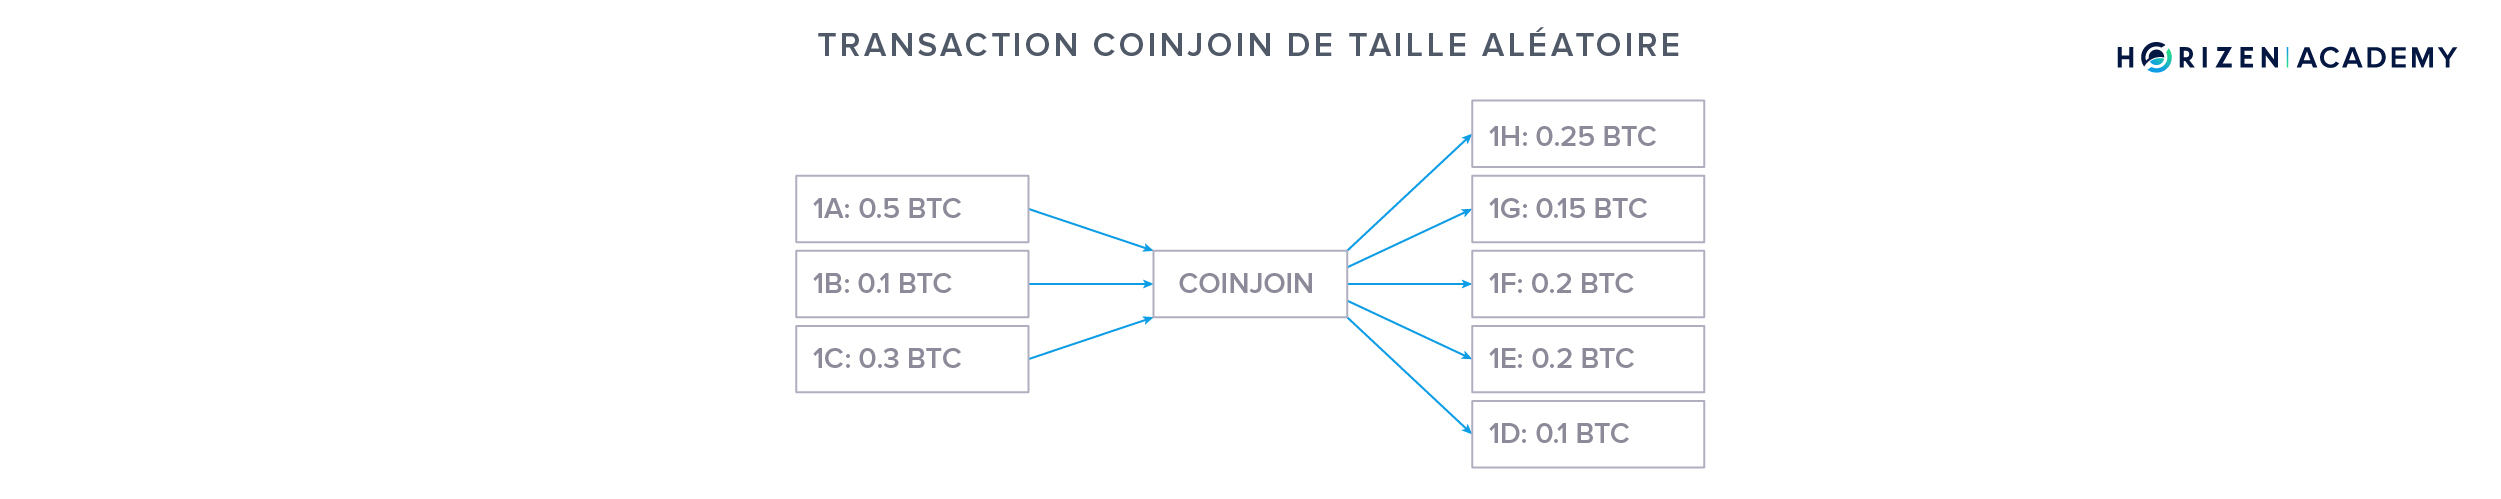 TRANSACTION COINJOIN DE TAILLE ALÉATOIRE
HORIZEN | ACADEMY
1A: 0.5 BTC
1B: 0.1 BTC
1C: 0.3 BTC
COINJOIN
1H: 0.25 BTC
1G: 0.15 BTC
1F: 0.2 BTC
1E: 0.2 BTC
1D: 0.1 BTC